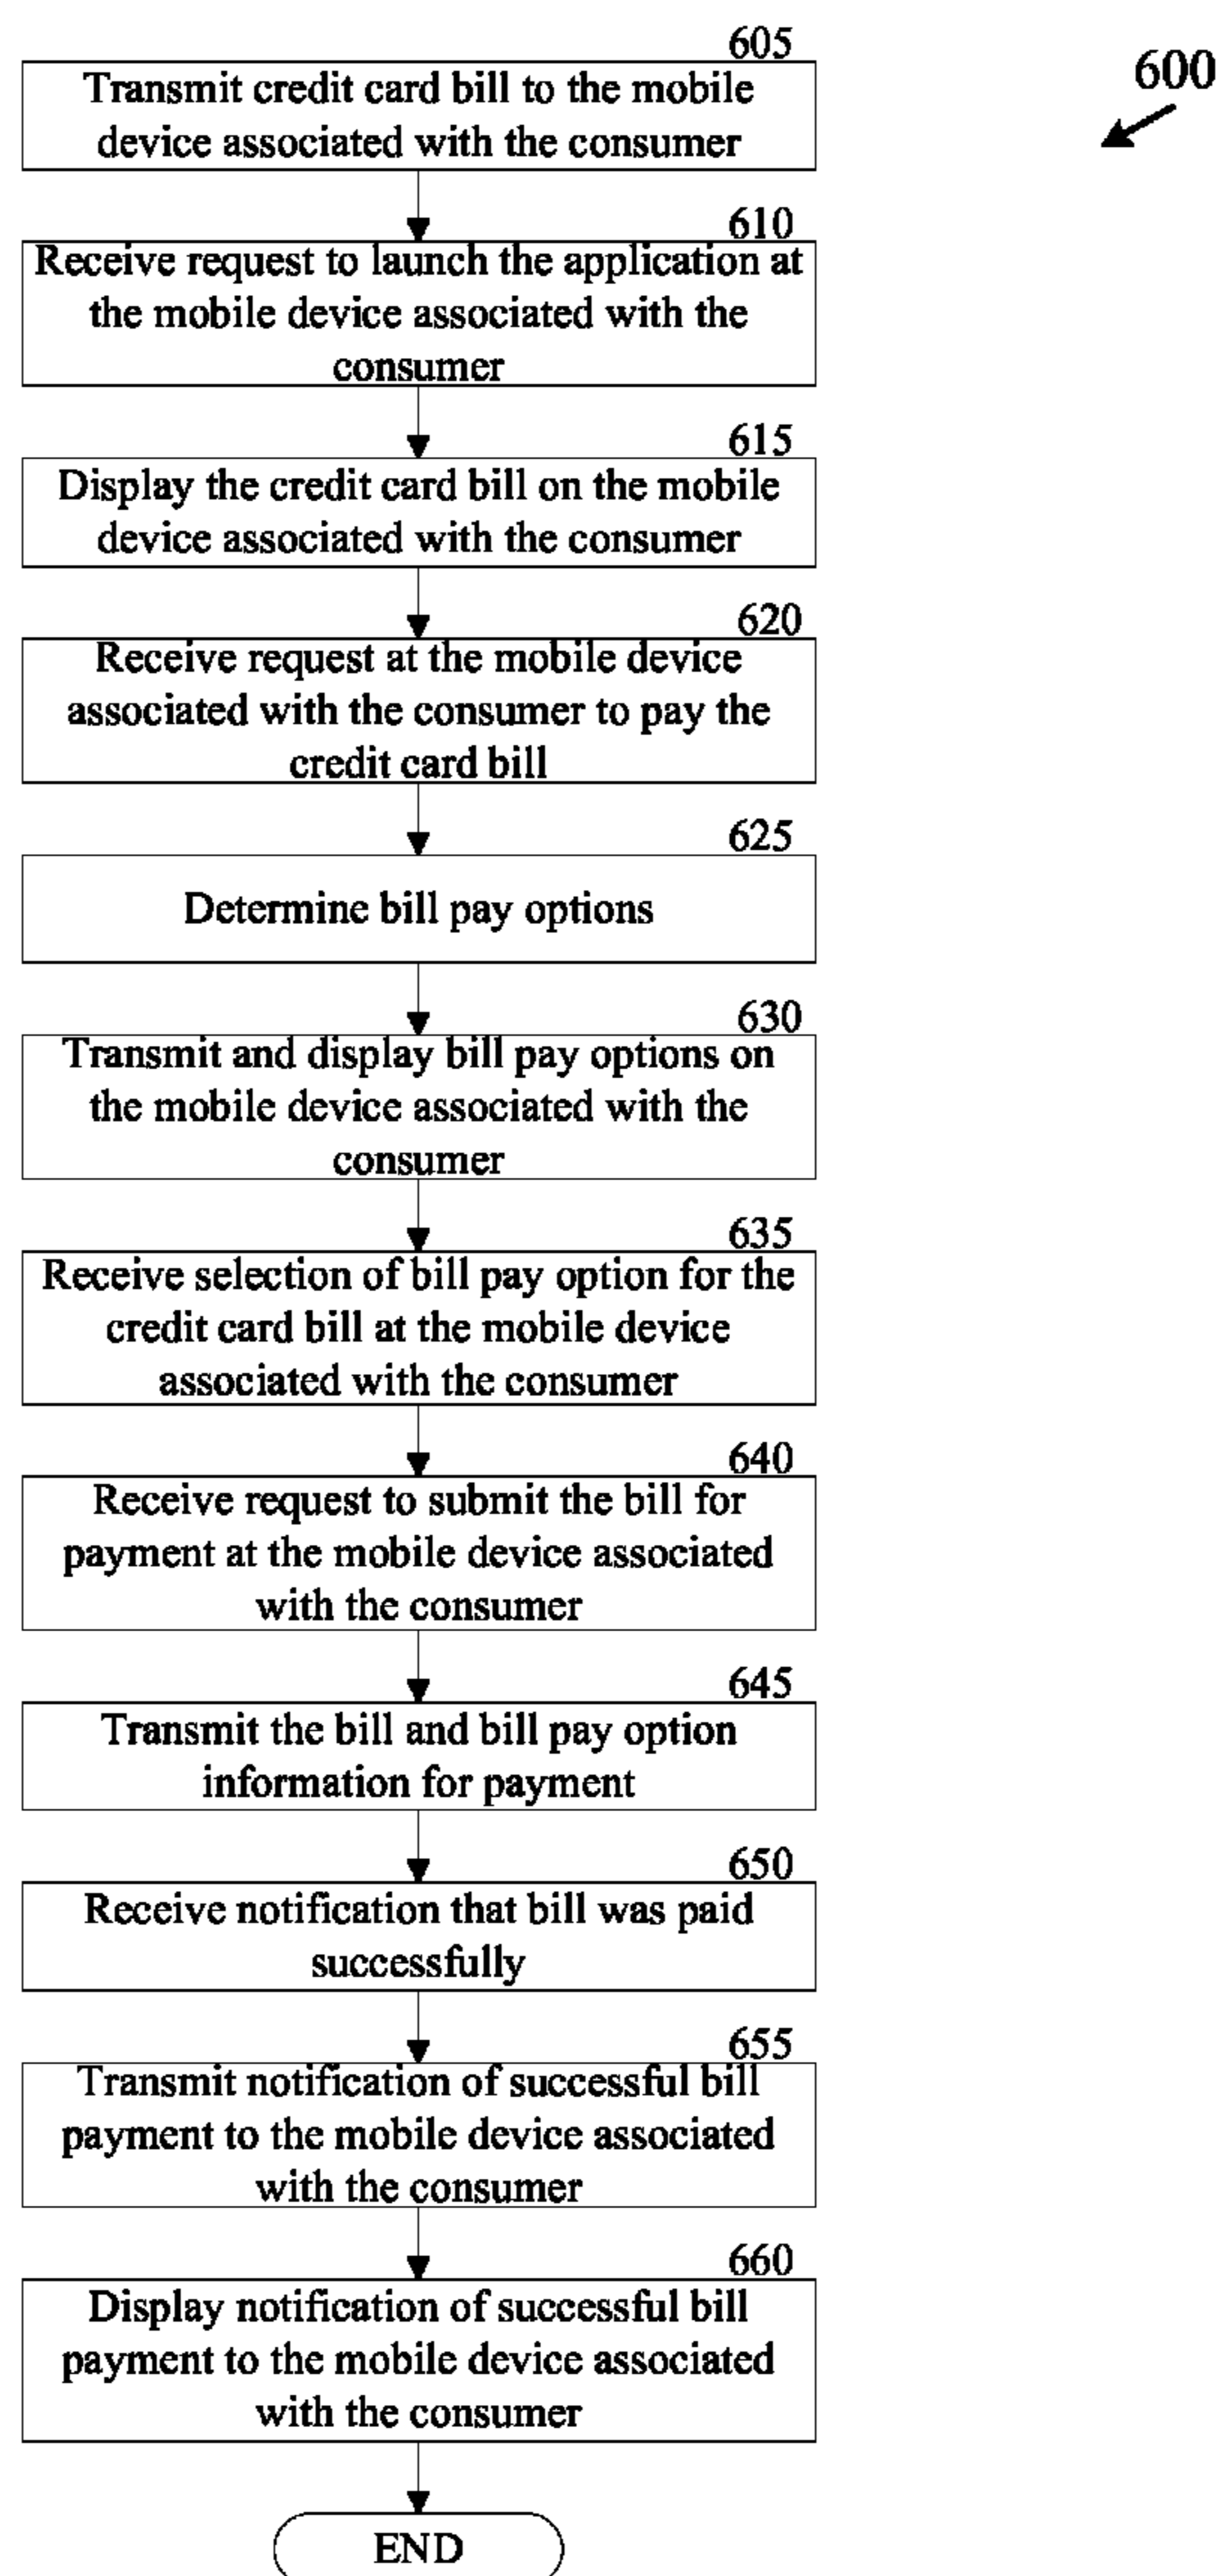 605
600
Transmit credit card bill to the mobile
device associated with the consumer
610
Receive request to launch the application at
the mobile device associated with the
consumer
615
Display the credit card bill on the mobile
device associated with the consumer
620
Receive request at the mobile device
associated with the consumer to pay the
credit card bill
625
Determine bill pay options
630
Transmit and display bill pay options on
the mobile device associated with the
consumer
635
Receive selection of bill pay option for the
credit card bill at the mobile device
associated with the consumer
640
Receive request to submit the bill for
payment at the mobile device associated
with the consumer
645
Transmit the bill and bill pay option
information for payment
650
Receive notification that bill was paid
successfully
655
Transmit notification of successful bill
payment to the mobile device associated
with the consumer
660
Display notification of successful bill
payment to the mobile device associated
with the consumer
END